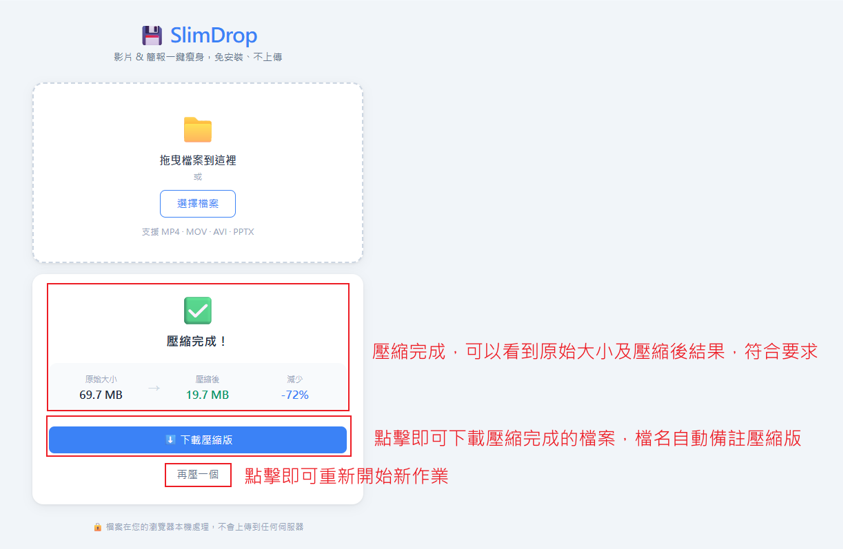 SlimDrop
影片 & 簡報一鍵瘦身，免安裝、不上傳
拖曳檔案到這裡
或
選擇檔案
支援 MP4 · MOV · AVI · PPTX
壓縮完成！
原始大小
69.7 MB
→
壓縮後
19.7 MB
減少
-72%
壓縮完成，可以看到原始大小及壓縮後結果，符合要求
下載壓縮版
點擊即可下載壓縮完成的檔案，檔名自動備註壓縮版
再壓一個
點擊即可重新開始新作業
檔案在您的瀏覽器本機處理，不會上傳到任何伺服器